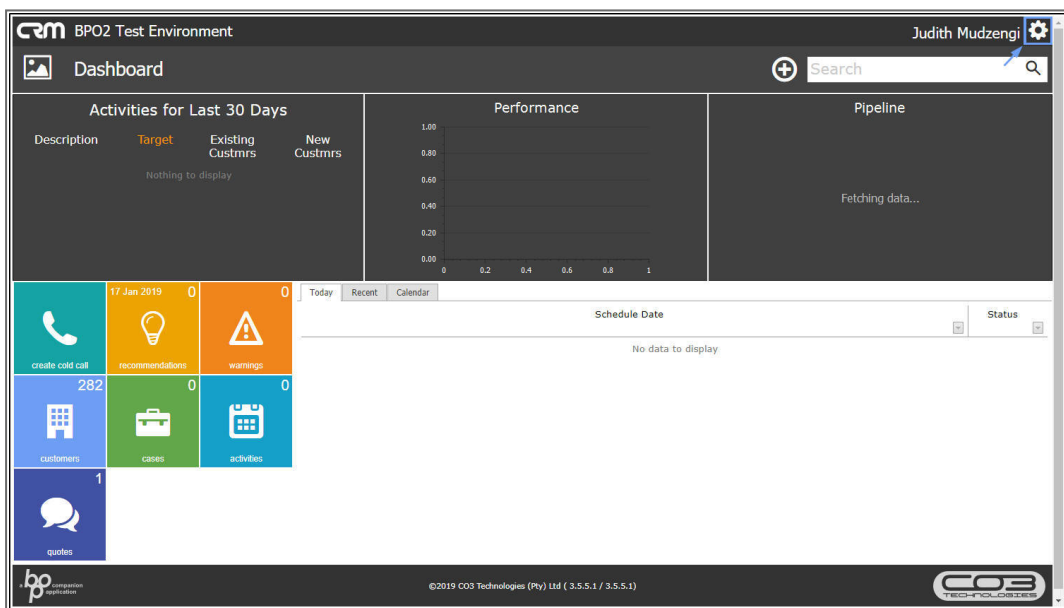 CRM BPO2 Test Environment
Judith Mudzengi
Dashboard
Search
Activities for Last 30 Days
Description Target Existing Custmrs New Custmrs
Nothing to display
Performance
1.00
0.80
0.60
0.40
0.20
0.00
0 0.2 0.4 0.6 0.8 1
Pipeline
Fetching data...
create cold call
17 Jan 2019 0
recommendations
0
warnings
282
customers
0
cases
0
activities
1
quotes
Today Recent Calendar
Schedule Date Status
No data to display
bp companion application
©2019 CO3 Technologies (Pty) Ltd ( 3.5.5.1 / 3.5.5.1)
CO3
TECHNOLOGIES